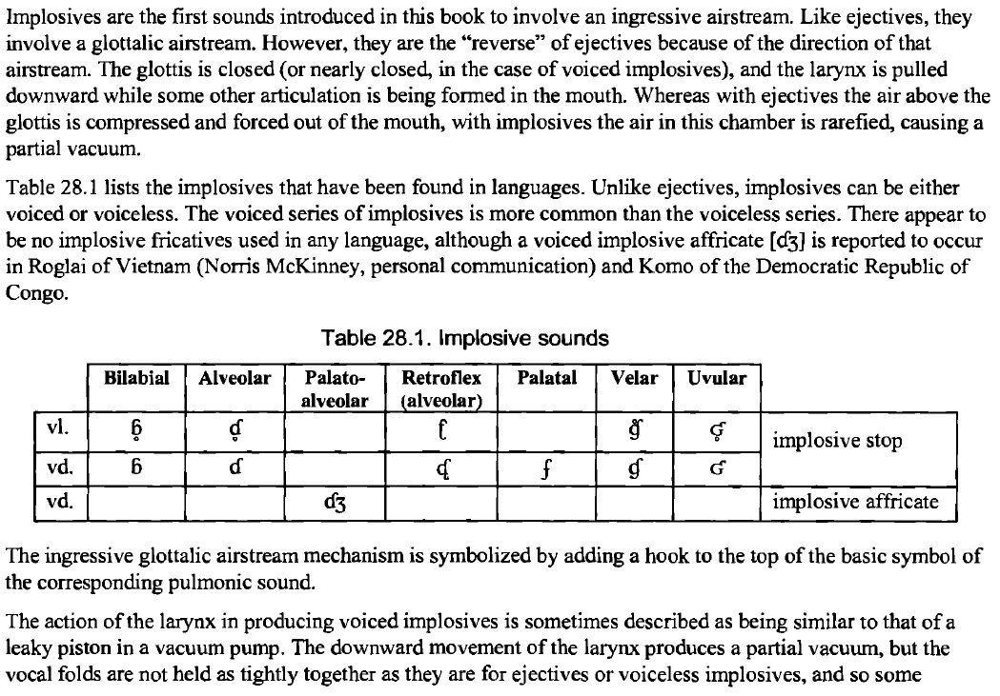 Implosives are the first sounds introduced in this book to involve an ingressive airstream. Like ejectives, they
involve a glottalic airstream. However, they are the “reverse” of ejectives because of the direction of that
airstream. The glottis is closed (or nearly closed, in the case of voiced implosives), and the larynx is pulled
downward while some other articulation is being formed in the mouth. Whereas with ejectives the air above the
glottis is compressed and forced out of the mouth, with implosives the air in this chamber is rarefied, causing a
partial vacuum.
Table 28.1 lists the implosives that have been found in languages. Unlike ejectives, implosives can be either
voiced or voiceless. The voiced series of implosives is more common than the voiceless series. There appear to
be no implosive fricatives used in any language, although a voiced implosive affricate [ɗʒ] is reported to occur
in Roglai of Vietnam (Norris McKinney, personal communication) and Komo of the Democratic Republic of
Congo.
Table 28.1. Implosive sounds
Bilabial Alveolar Palato-alveolar Retroflex (alveolar) Palatal Velar Uvular
vl. ɓ̥ ɗ̥ ƭ ɠ̊ ʛ̥ implosive stop
vd. ɓ ɗ ᶑ ʄ ɠ ʛ
vd. ɗʒ implosive affricate
The ingressive glottalic airstream mechanism is symbolized by adding a hook to the top of the basic symbol of
the corresponding pulmonic sound.
The action of the larynx in producing voiced implosives is sometimes described as being similar to that of a
leaky piston in a vacuum pump. The downward movement of the larynx produces a partial vacuum, but the
vocal folds are not held as tightly together as they are for ejectives or voiceless implosives, and so some